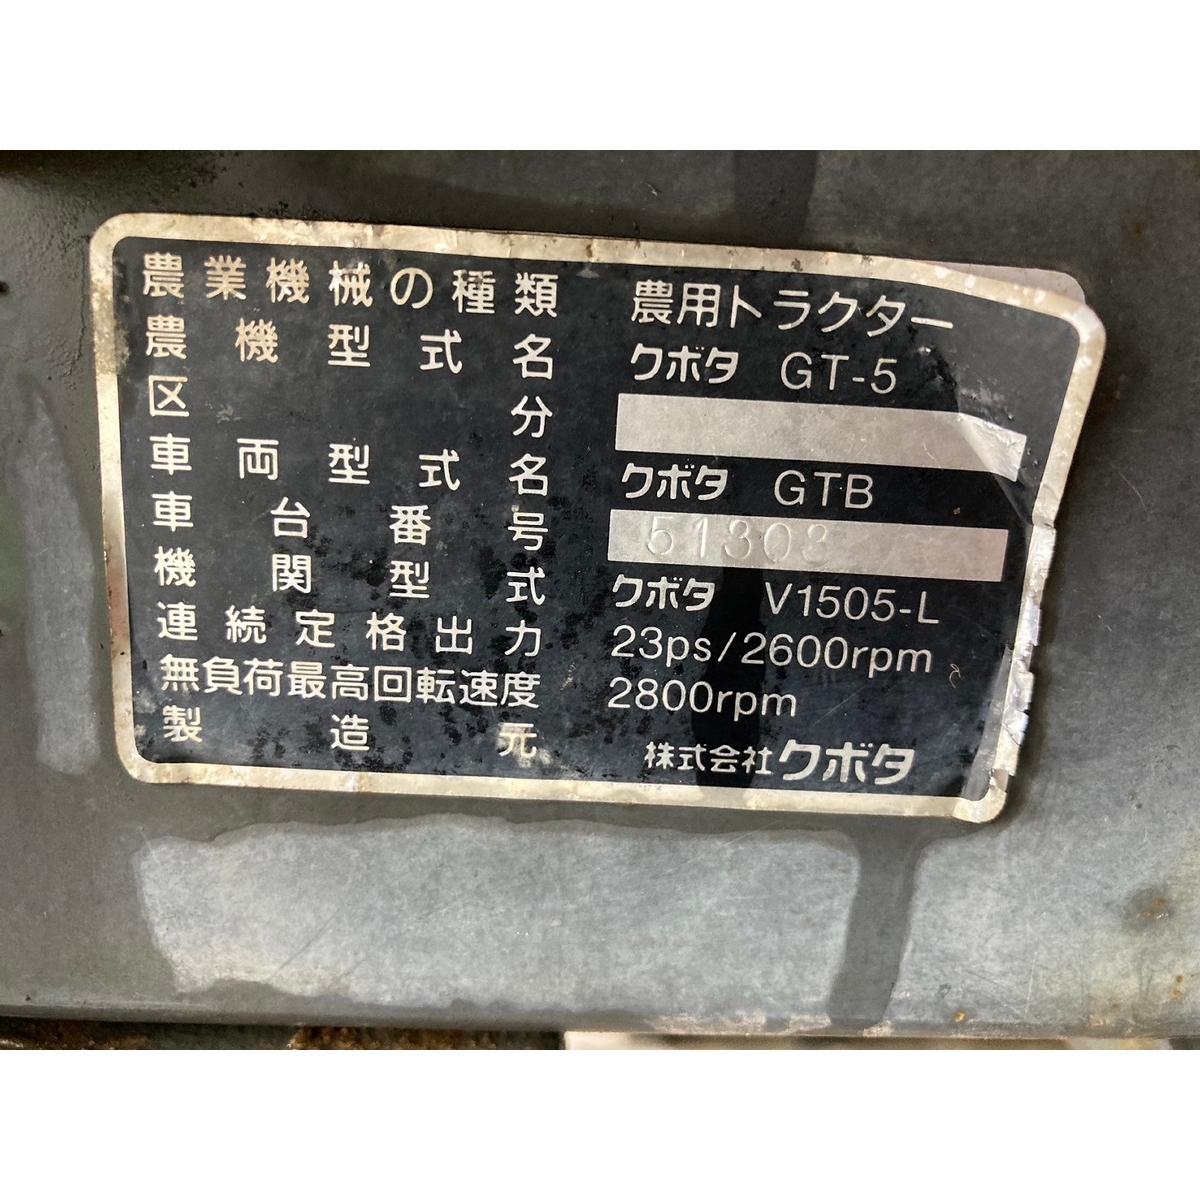 農業機械の種類 農用トラクター
農機型式名 クボタ GT-5
区分
車両型式名 クボタ GTB
車台番号 51303
機関型式 クボタ V1505-L
連続定格出力 23ps/2600rpm
無負荷最高回転速度 2800rpm
製造元 株式会社クボタ